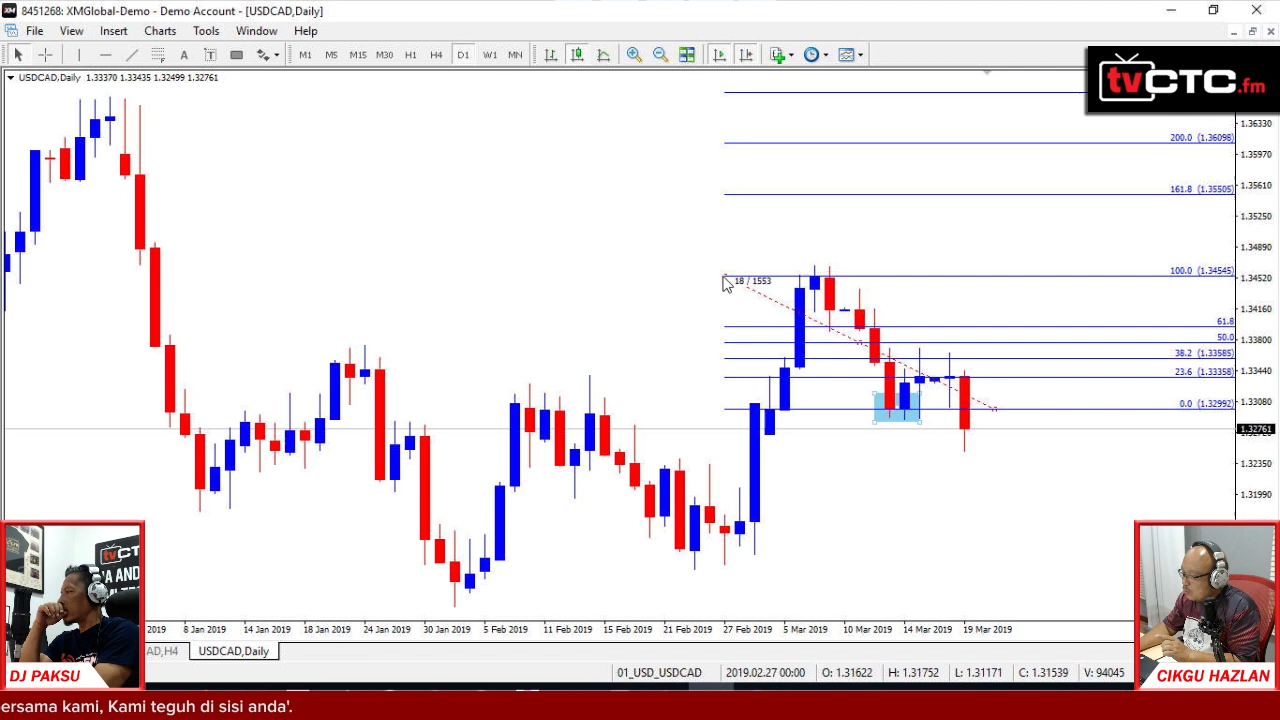 8451268: XMGlobal-Demo - Demo Account - [USDCAD,Daily]
File View Insert Charts Tools Window Help
M1 M5 M15 M30 H1 H4 D1 W1 MN
tvCTC.fm
USDCAD,Daily 1.33370 1.33435 1.32499 1.32761
1.36330
200.0 (1.36098)
1.35970
161.8 (1.35505)
1.35610
1.35250
1.34890
100.0 (1.34545)
18 / 1553
1.34520
1.34160
61.8
50.0
1.33800
38.2 (1.33585)
23.6 (1.33358)
1.33440
0.0 (1.32992)
1.33080
1.32761
1.32350
1.31990
2019 8 Jan 2019 14 Jan 2019 18 Jan 2019 24 Jan 2019 30 Jan 2019 5 Feb 2019 11 Feb 2019 15 Feb 2019 21 Feb 2019 27 Feb 2019 5 Mar 2019 10 Mar 2019 14 Mar 2019 19 Mar 2019
AD,H4 USDCAD,Daily
01_USD_USDCAD 2019.02.27 00:00 O: 1.31622 H: 1.31752 L: 1.31171 C: 1.31539 V: 94045
DJ PAKSU
CIKGU HAZLAN
ersama kami, Kami teguh di sisi anda'.